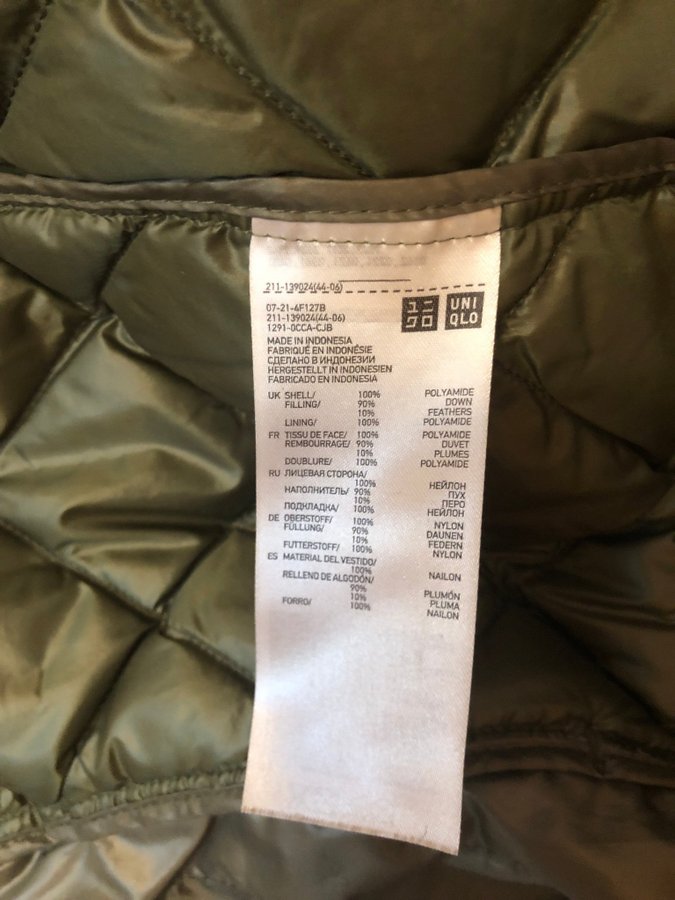 211-139024(44-06)
07-21-4F127B
211-139024(44-06)
1291-0CCA-CJB
ユニ
クロ
UNI
QLO
MADE IN INDONESIA
FABRIQUÉ EN INDONÉSIE
СДЕЛАНО В ИНДОНЕЗИИ
HERGESTELLT IN INDONESIEN
FABRICADO EN INDONESIA
UK SHELL/ 100% POLYAMIDE
FILLING/ 90% DOWN
10% FEATHERS
LINING/ 100% POLYAMIDE
FR TISSU DE FACE/ 100% POLYAMIDE
REMBOURRAGE/ 90% DUVET
10% PLUMES
DOUBLURE/ 100% POLYAMIDE
RU ЛИЦЕВАЯ СТОРОНА/
100% НЕЙЛОН
НАПОЛНИТЕЛЬ/ 90% ПУХ
10% ПЕРО
ПОДКЛАДКА/ 100% НЕЙЛОН
DE OBERSTOFF/ 100% NYLON
FÜLLUNG/ 90% DAUNEN
10% FEDERN
FUTTERSTOFF/ 100% NYLON
ES MATERIAL DEL VESTIDO/
100% NAILON
RELLENO DE ALGODÓN/
90% PLUMÓN
10% PLUMA
FORRO/ 100% NAILON